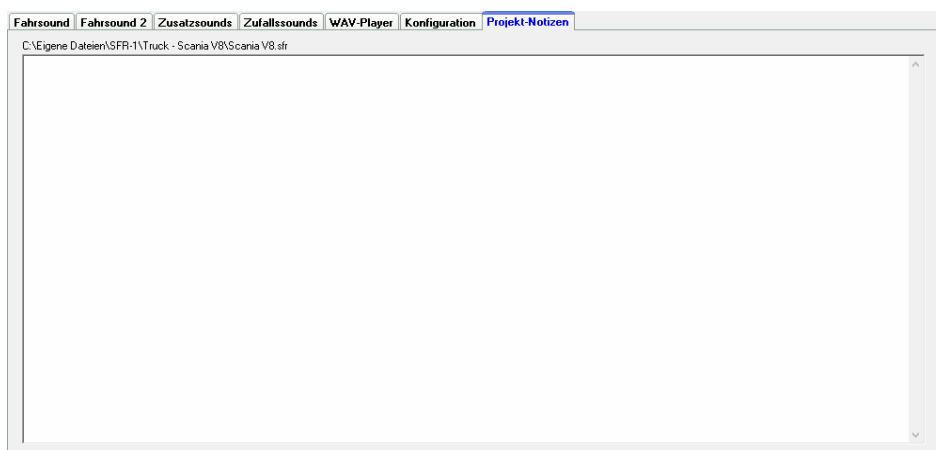 Fahrsound Fahrsound 2 Zusatzsounds Zufallssounds WAV-Player Konfiguration Projekt-Notizen
C:\Eigene Dateien\SFR-1\Truck - Scania V8\Scania V8.sfr